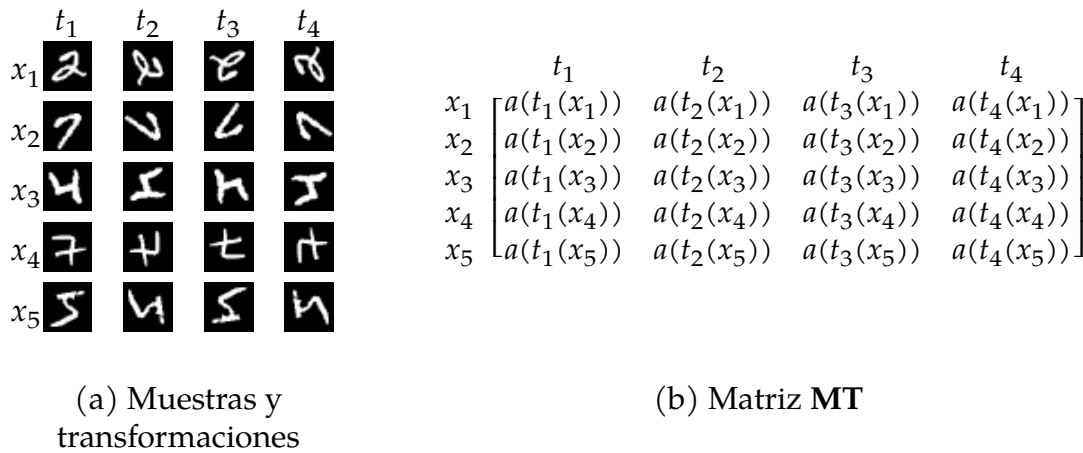 t1 t2 t3 t4
x1
x2
x3
x4
x5
(a) Muestras y
transformaciones
t1 t2 t3 t4
x1 a(t1(x1)) a(t2(x1)) a(t3(x1)) a(t4(x1))
x2 a(t1(x2)) a(t2(x2)) a(t3(x2)) a(t4(x2))
x3 a(t1(x3)) a(t2(x3)) a(t3(x3)) a(t4(x3))
x4 a(t1(x4)) a(t2(x4)) a(t3(x4)) a(t4(x4))
x5 a(t1(x5)) a(t2(x5)) a(t3(x5)) a(t4(x5))
(b) Matriz MT